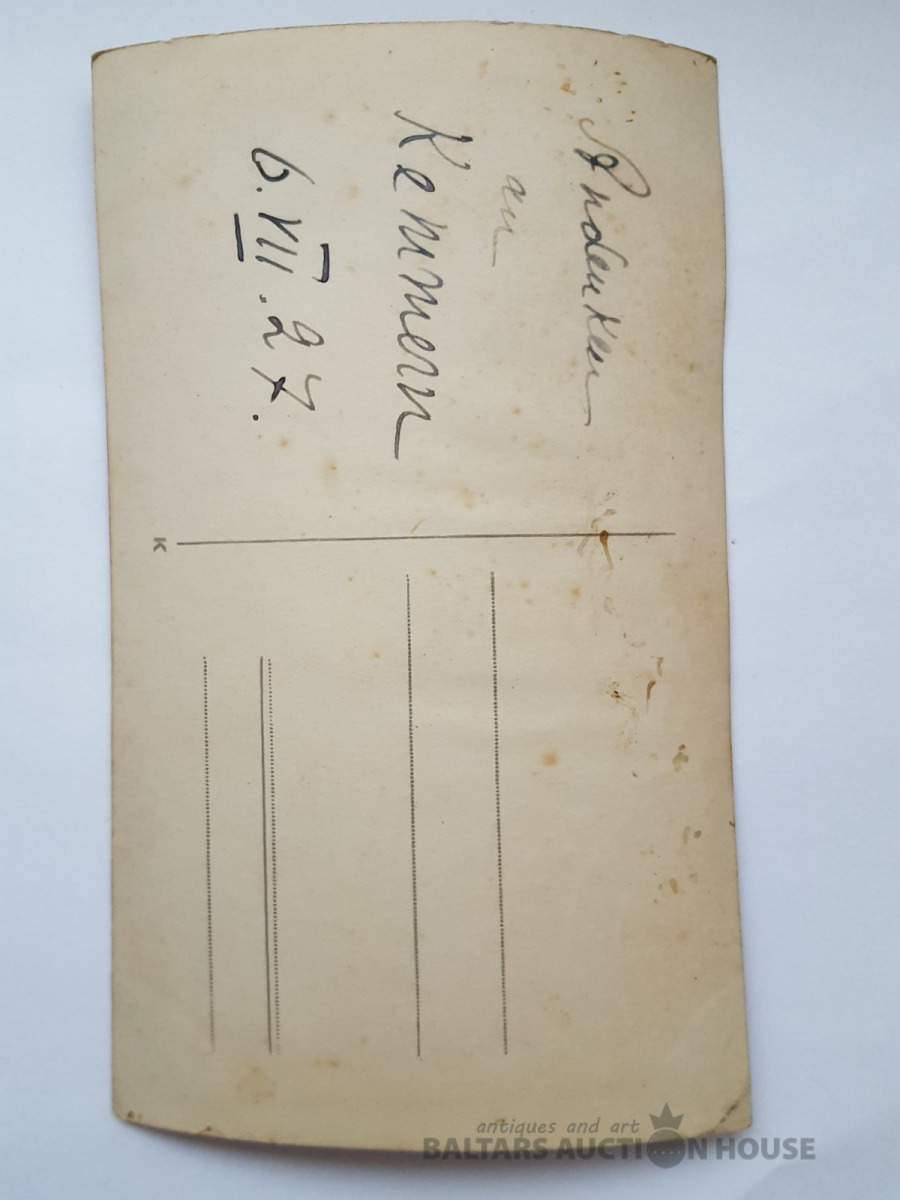 Andenken
an
Kemmern
6. VII. 27.
K
antiques and art
BALTARS AUCTION HOUSE